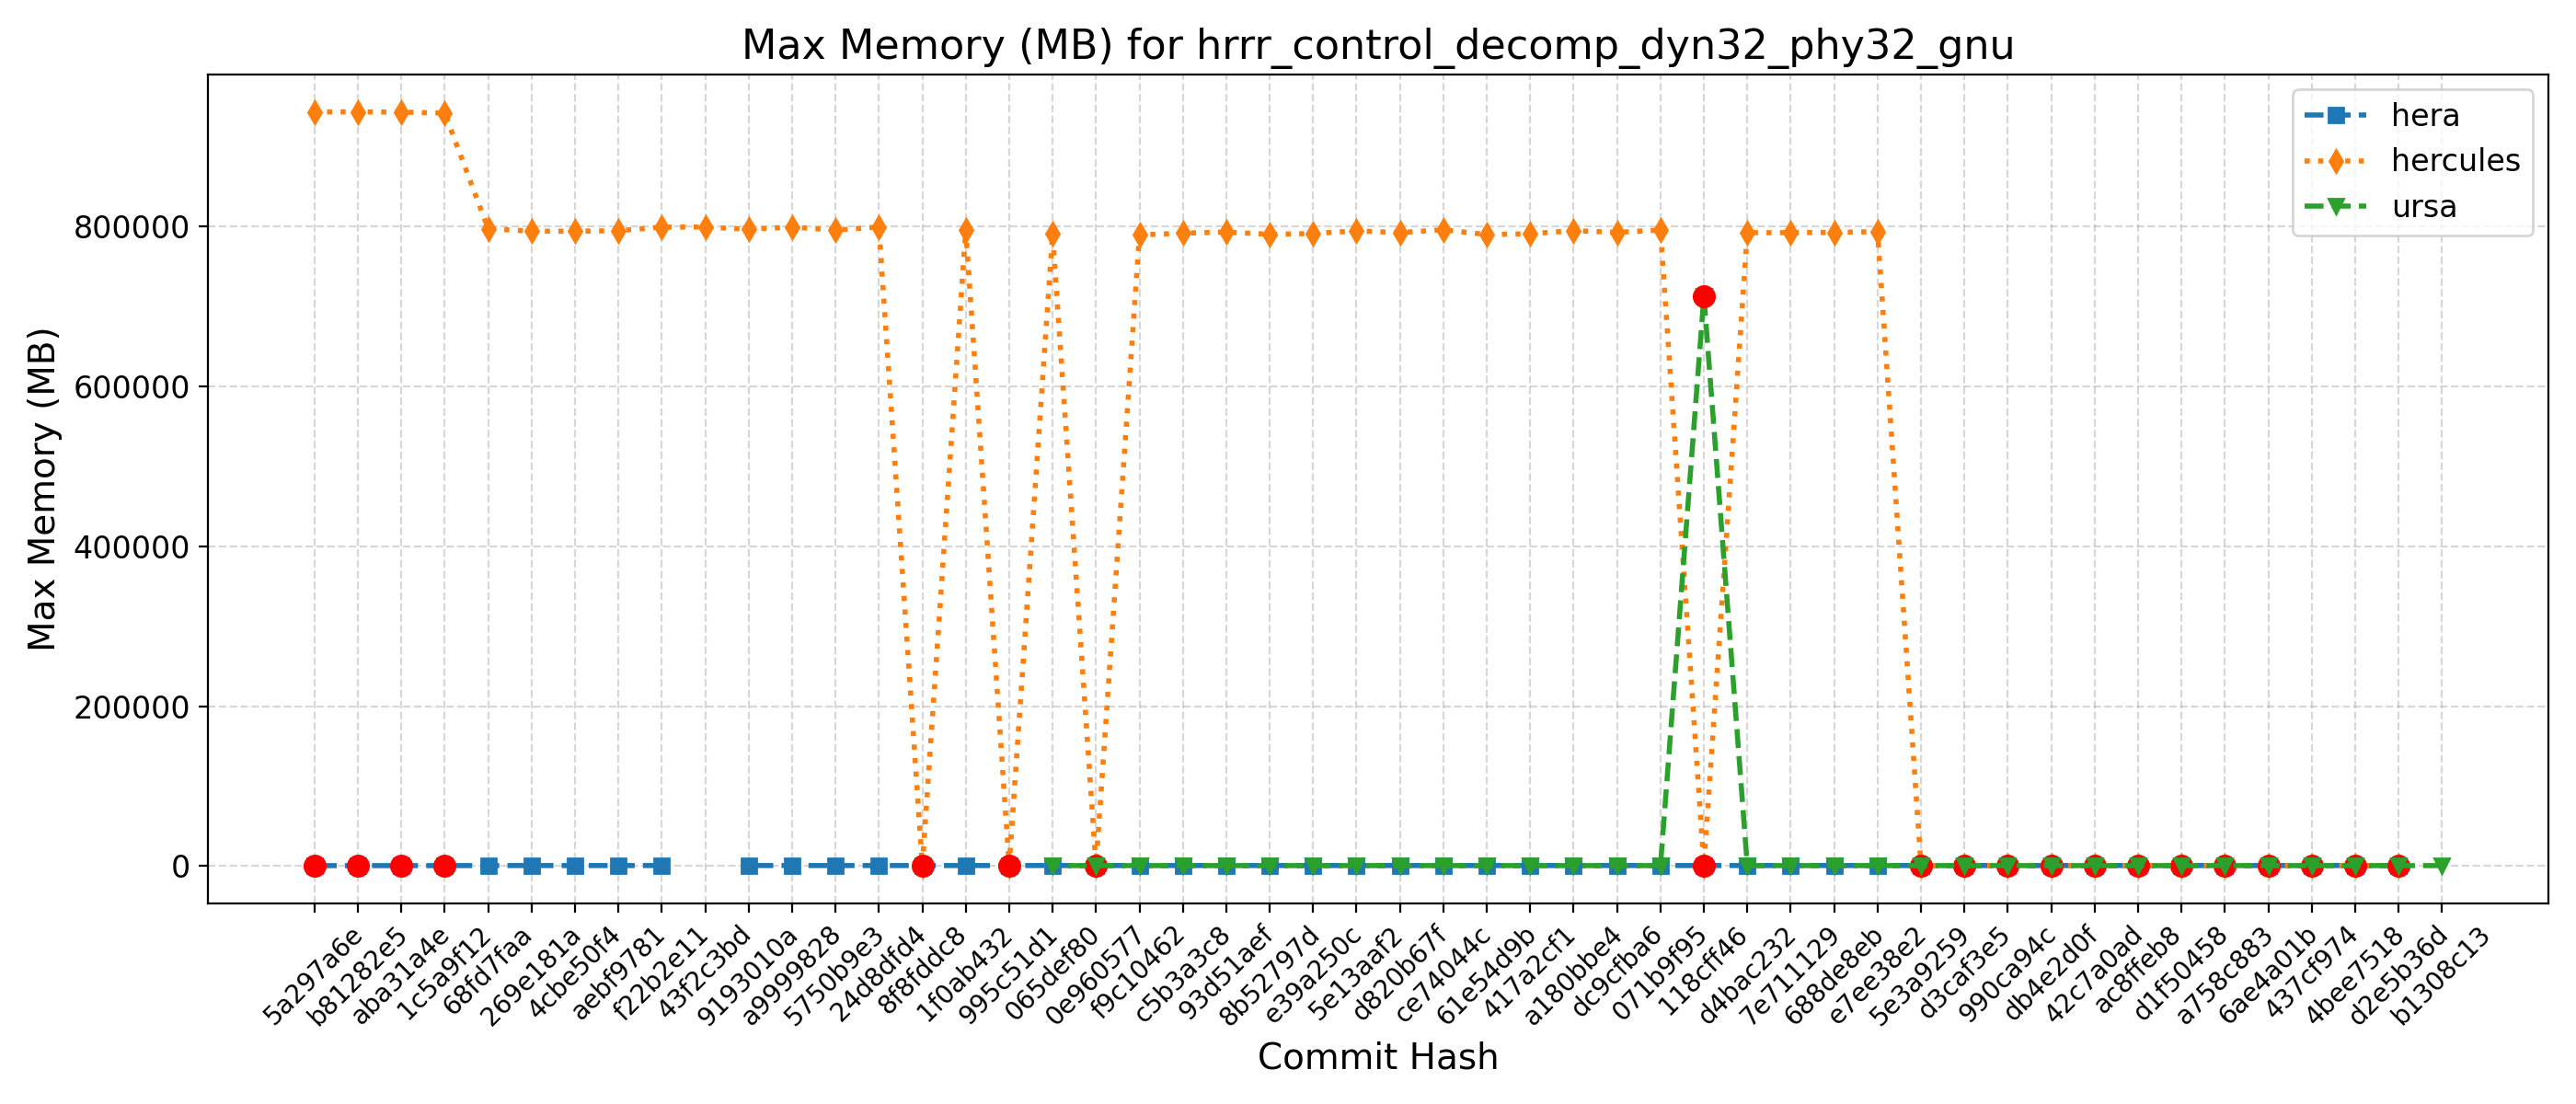 Max Memory (MB) for hrrr_control_decomp_dyn32_phy32_gnu
hera
hercules
ursa
Max Memory (MB)
800000
600000
400000
200000
0
5a297a6e
b81282e5
aba31a4e
1c5a9f12
68fd7faa
269e181a
4cbe50f4
aebf9781
f22b2e11
43f2c3bd
9193010a
a9999828
5750b9e3
24d8dfd4
8f8fddc8
1f0ab432
995c51d1
065def80
0e960577
f9c10462
c5b3a3c8
93d51aef
8b52797d
e39a250c
5e13aaf2
d820b67f
ce74044c
61e54d9b
417a2cf1
a180bbe4
dc9cfba6
071b9f95
118cff46
d4bac232
7e711129
688de8eb
e7ee38e2
5e3a9259
d3caf3e5
990ca94c
db4e2d0f
42c7a0ad
ac8ffeb8
d1f50458
a758c883
6ae4a01b
437cf974
4bee7518
d2e5b36d
b1308c13
Commit Hash